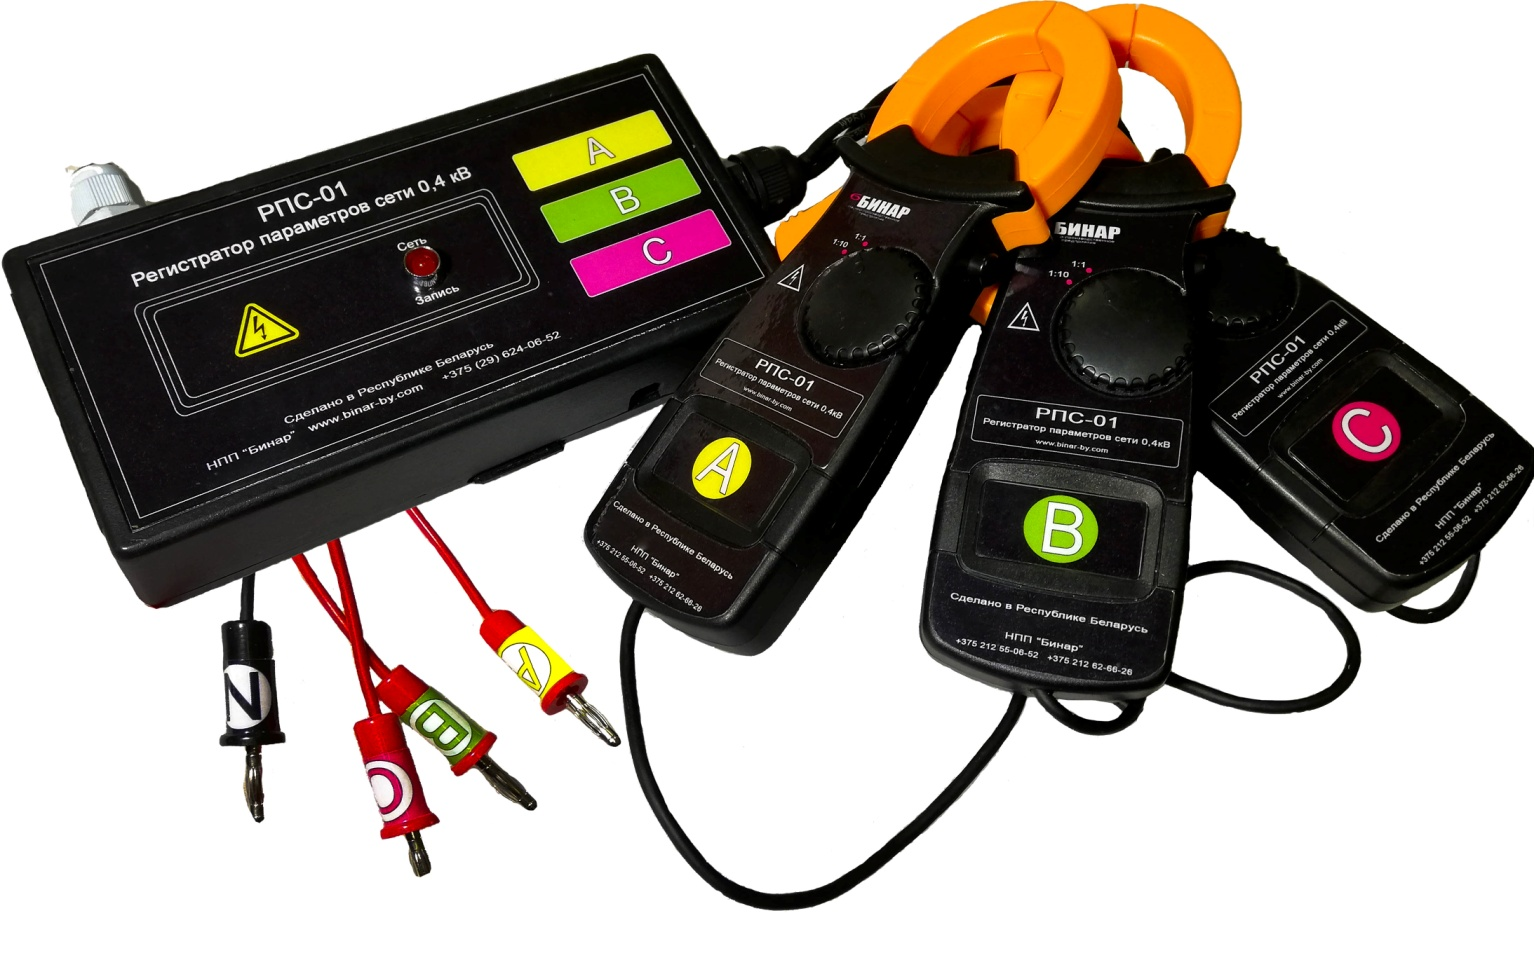 РПС-01
Регистратор параметров сети 0,4 кВ
Сеть
Запись
A
B
C
Сделано в Республике Беларусь
НПП "Бинар" www.binar-by.com +375 (29) 624-06-52
N
C
B
A
БИНАР
1:10 1:1
РПС-01
Регистратор параметров сети 0,4кВ
www.binar-by.com
A
Сделано в Республике Беларусь
НПП "Бинар"
+375 212 55-06-52 +375 212 62-66-26
БИНАР
1:10 1:1
РПС-01
Регистратор параметров сети 0,4кВ
www.binar-by.com
B
Сделано в Республике Беларусь
НПП "Бинар"
+375 212 55-06-52 +375 212 62-66-26
РПС-01
Регистратор параметров сети 0,4кВ
www.binar-by.com
C
Сделано в Республике Беларусь
НПП "Бинар"
+375 212 55-06-52 +375 212 62-66-26